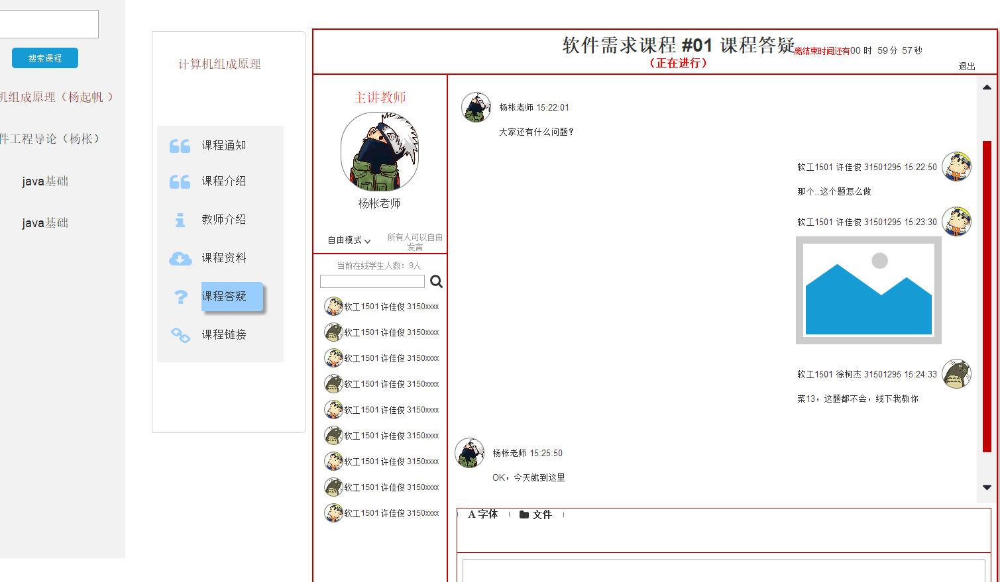 搜索课程
机组成原理（杨起帆 ）
件工程导论（杨枨）
java基础
java基础
计算机组成原理
课程通知
课程介绍
教师介绍
课程资料
课程答疑
课程链接
软件需求课程 #01 课程答疑
（正在进行）
离结束时间还有00 时 59 分 57 秒
退出
主讲教师
杨枨老师
自由模式
所有人可以自由
发言
当前在线学生人数：9人
软工1501 许佳俊 3150xxxx
软工1501 许佳俊 3150xxxx
软工1501 许佳俊 3150xxxx
软工1501 许佳俊 3150xxxx
软工1501 许佳俊 3150xxxx
软工1501 许佳俊 3150xxxx
软工1501 许佳俊 3150xxxx
软工1501 许佳俊 3150xxxx
软工1501 许佳俊 3150xxxx
杨枨老师 15:22:01
大家还有什么问题？
软工1501 许佳俊 31501295 15:22:50
那个..这个题怎么做
软工1501 许佳俊 31501295 15:23:30
软工1501 徐柯杰 31501295 15:24:33
菜13，这题都不会，线下我教你
杨枨老师 15:25:50
OK，今天就到这里
A 字体
文件